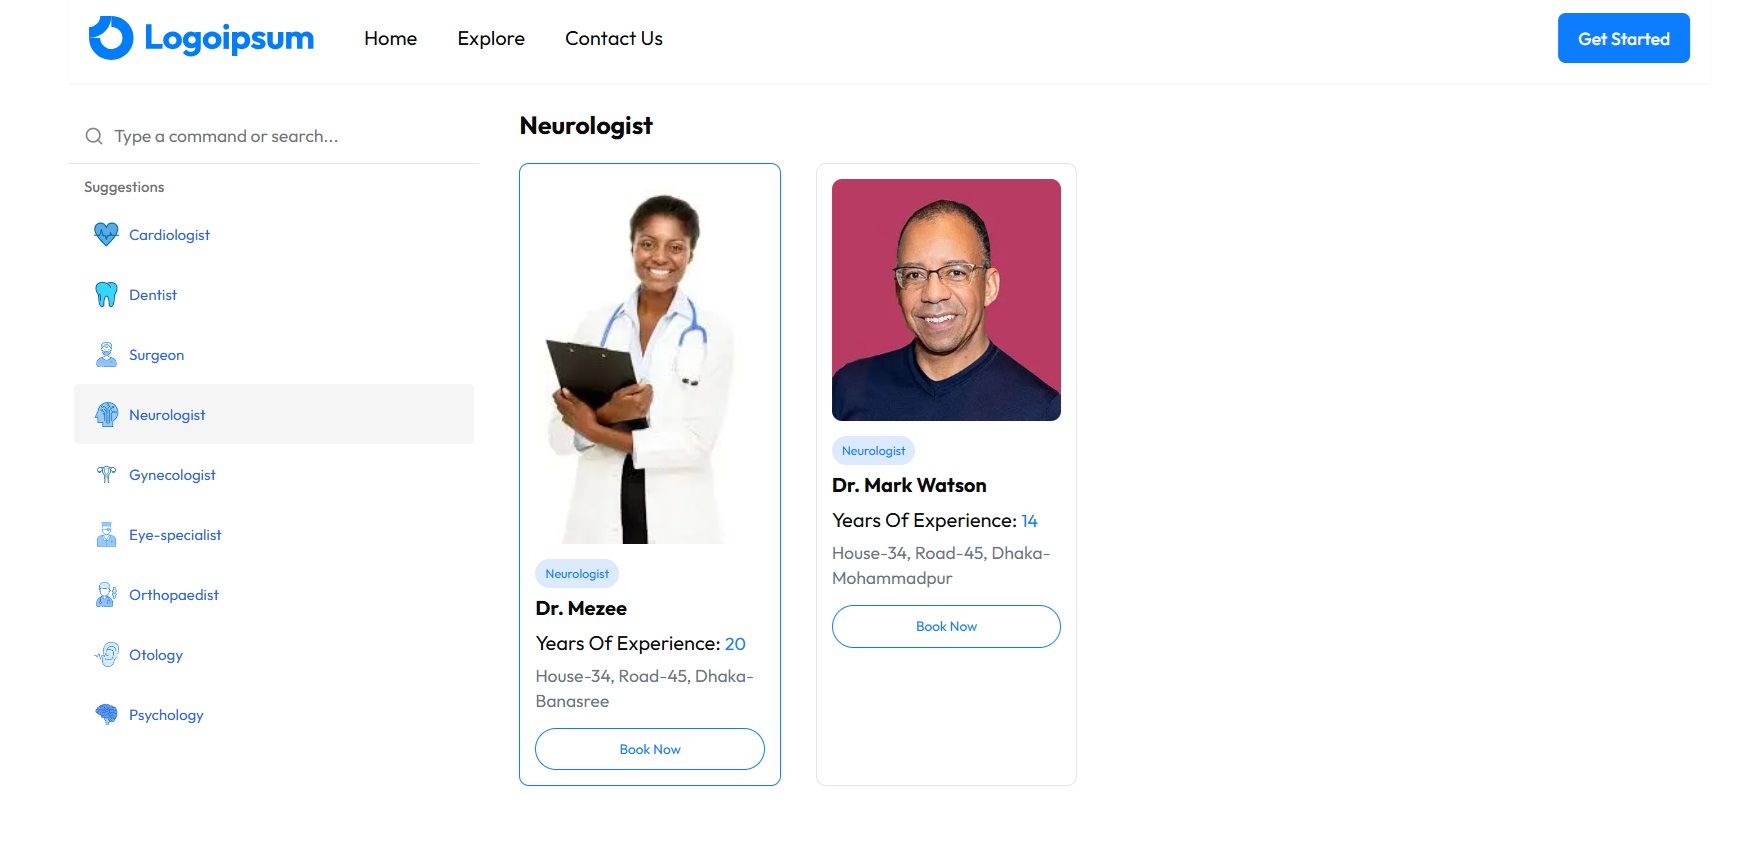 Logoipsum
Home
Explore
Contact Us
Get Started
Type a command or search...
Suggestions
Cardiologist
Dentist
Surgeon
Neurologist
Gynecologist
Eye-specialist
Orthopaedist
Otology
Psychology
Neurologist
Neurologist
Dr. Mezee
Years Of Experience: 20
House-34, Road-45, Dhaka-
Banasree
Book Now
Neurologist
Dr. Mark Watson
Years Of Experience: 14
House-34, Road-45, Dhaka-
Mohammadpur
Book Now